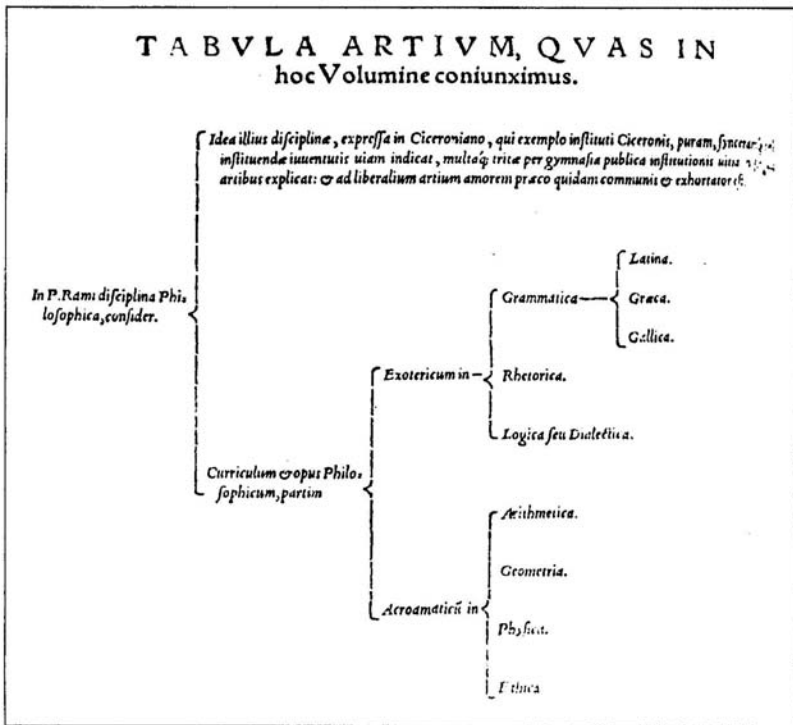 TABVLA ARTIVM, QVAS IN
hoc Volumine coniunximus.
Idea illius diſciplinæ, expreſſa in Ciceroniano, qui exemplo inſtituti Ciceronis, puram,
inſtituendæ iuuentutis uiam indicat, multaq́; tritæ per gymnaſia publica inſtitutionis uitia
artibus explicat: & ad liberalium artium amorem præco quidam communis & exhortator
In P. Rami diſciplina Phi-
loſophica, conſider.
Curriculum & opus Philo-
ſophicum, partim
Exotericum in
Grammatica
Latina.
Græca.
Gallica.
Rhetorica.
Logica ſeu Dialectica.
Acroamaticũ in
Arithmetica.
Geometria.
Phyſica.
Ethica